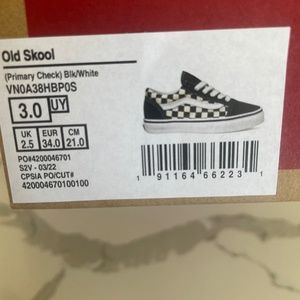 Old Skool
(Primary Check) Blk/White
VN0A38HBP0S
3.0 UY
UK EUR CM
2.5 34.0 21.0
PO#4200046701
S2V - 03/22
CPSIA PO/CUT#
420004670100100
1 91164 66223 1